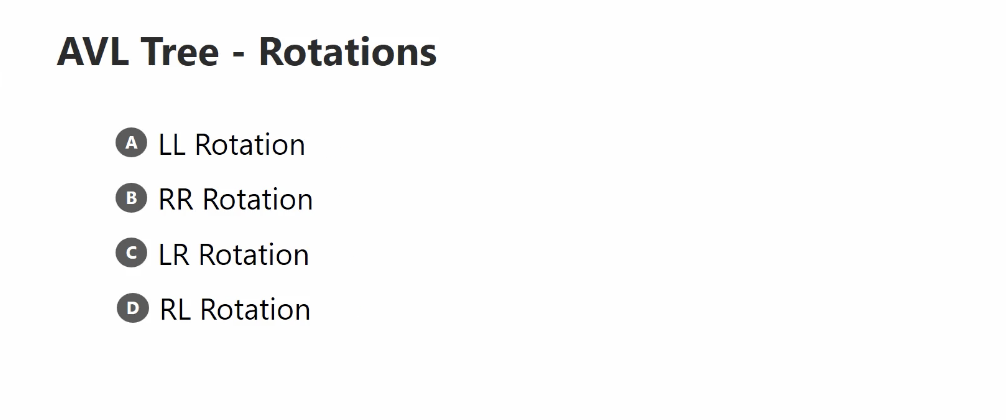 AVL Tree - Rotations
A LL Rotation
B RR Rotation
C LR Rotation
D RL Rotation